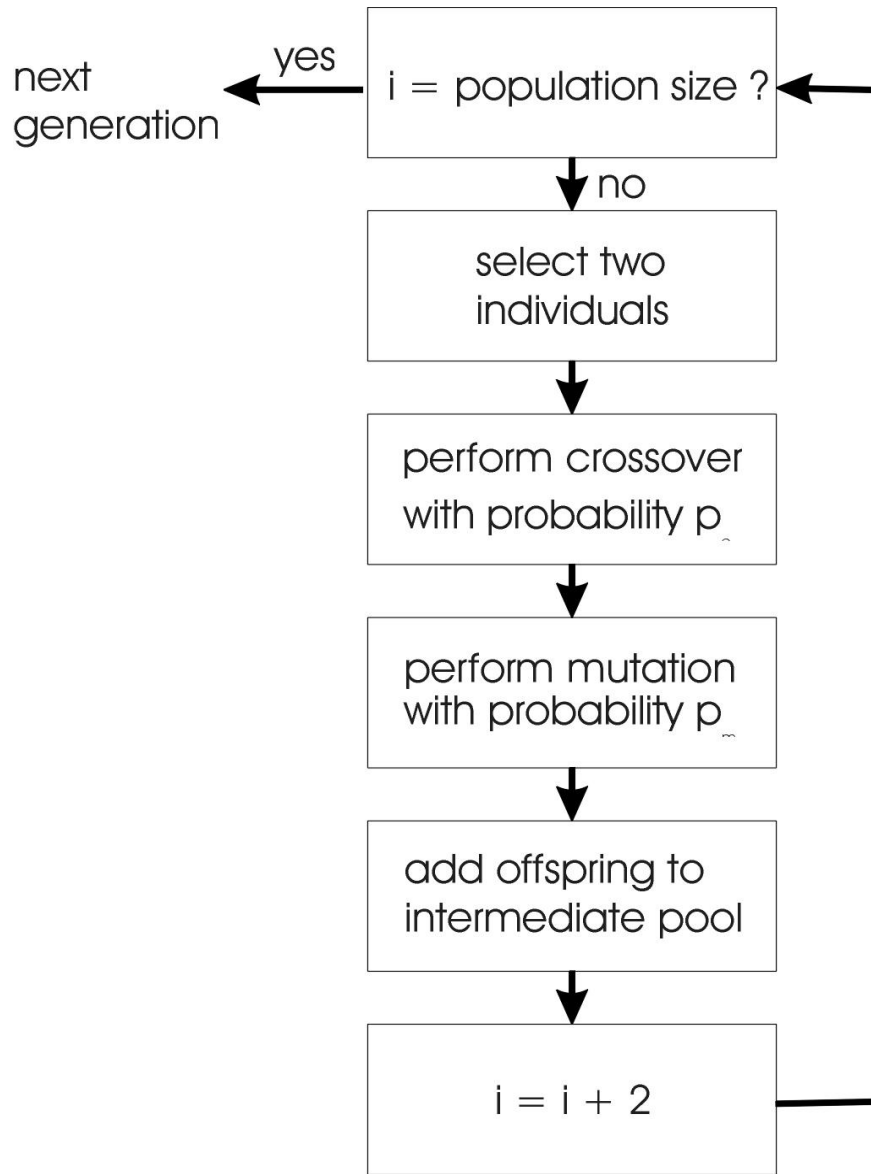 yes
next
generation
i = population size ?
no
select two
individuals
perform crossover
with probability p
perform mutation
with probability p m
add offspring to
intermediate pool
i = i + 2